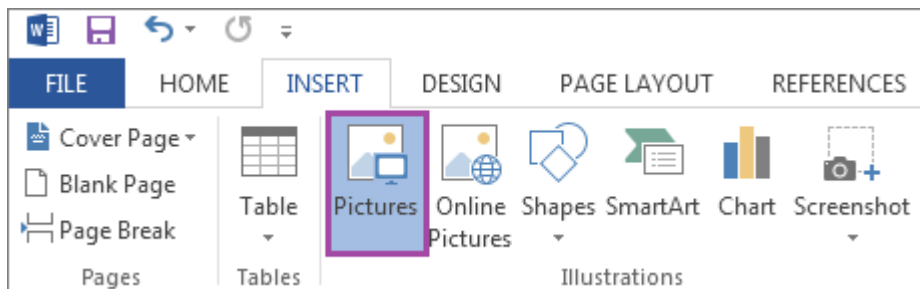 W
FILE HOME INSERT DESIGN PAGE LAYOUT REFERENCES
Cover Page
Blank Page
Page Break
Pages
Table
Tables
Pictures
Online
Pictures
Shapes
SmartArt
Chart
Screenshot
Illustrations